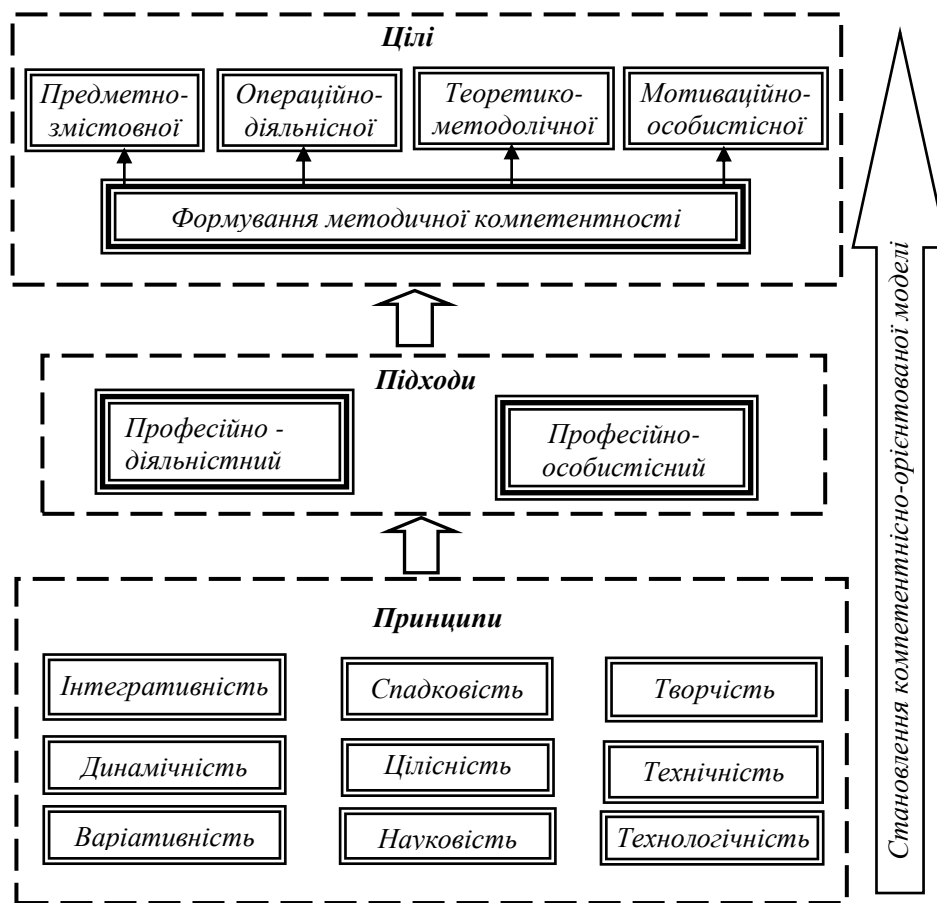 Цілі
Предметно-
змістовної
Операційно-
діяльнісної
Теоретико-
методолічної
Мотиваційно-
особистісної
Формування методичної компетентності
Підходи
Професійно -
діяльністний
Професійно-
особистісний
Принципи
Інтегративність
Спадковість
Творчість
Динамічність
Цілісність
Технічність
Варіативність
Науковість
Технологічність
Становлення компетентнісно-орієнтованої моделі